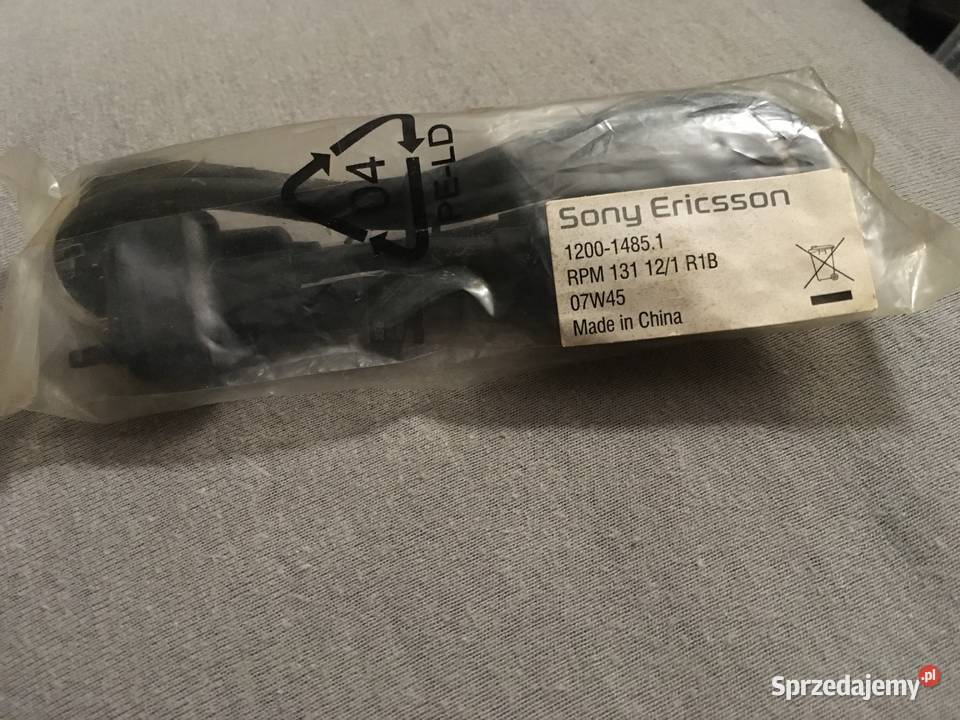 04
PE-LD
Sony Ericsson
1200-1485.1
RPM 131 12/1 R1B
07W45
Made in China
Sprzedajemy.pl